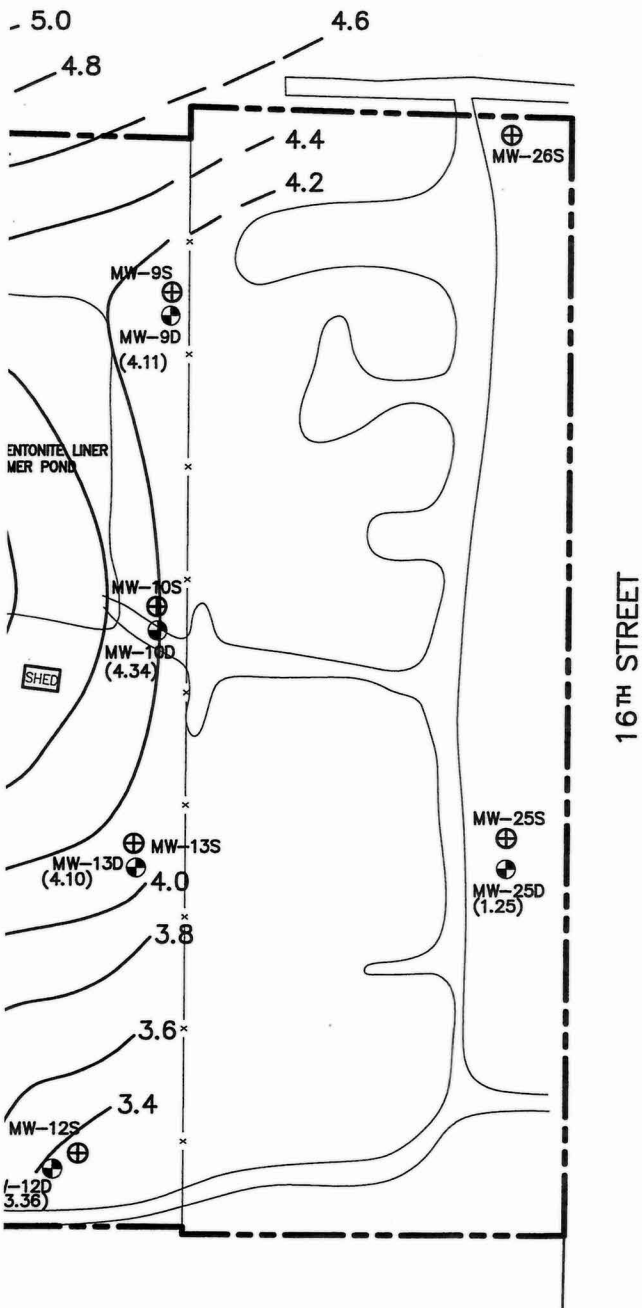 5.0
4.6
4.8
4.4
4.2
MW-26S
MW-9S
MW-9D
(4.11)
ENTONITE LINER
MER POND
MW-10S
MW-10D
(4.34)
SHED
16TH STREET
MW-25S
MW-13S
MW-13D
(4.10)
4.0
MW-25D
(1.25)
3.8
3.6
3.4
MW-12S
-12D
3.36)